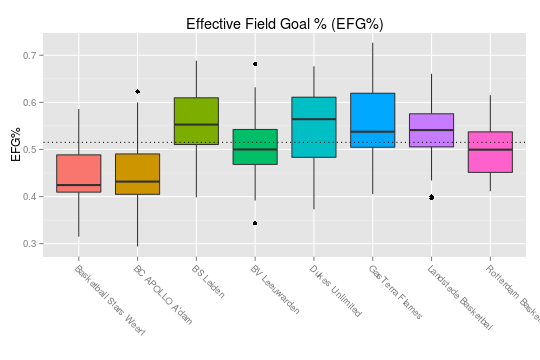 Effective Field Goal % (EFG%)
EFG%
0.7
0.6
0.5
0.4
0.3
Basketball Stars Weert
BC APOLLO A'dam
BS Leiden
BV Leeuwarden
Dukes Unlimited
GasTerra Flames
Landstede Basketbal
Rotterdam Baske